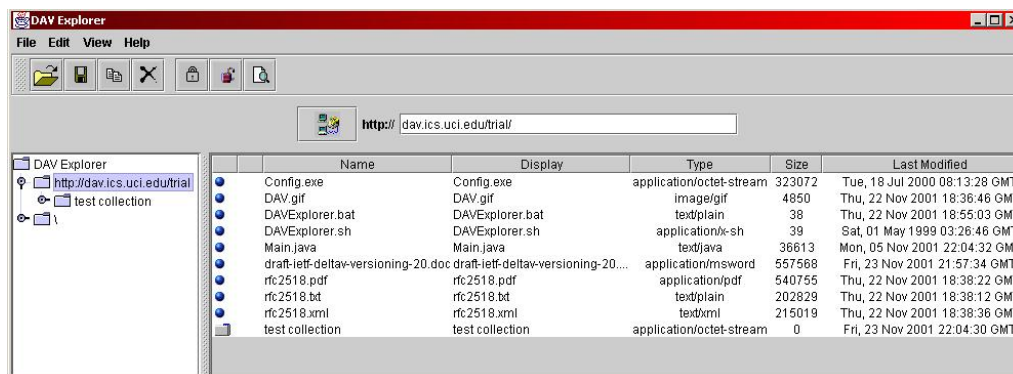 DAV Explorer
File Edit View Help
http:// dav.ics.uci.edu/trial/
DAV Explorer
http://dav.ics.uci.edu/trial
test collection
\
Name Display Type Size Last Modified
Config.exe Config.exe application/octet-stream 323072 Tue, 18 Jul 2000 08:13:28 GMT
DAV.gif DAV.gif image/gif 4850 Thu, 22 Nov 2001 18:36:46 GM
DAVExplorer.bat DAVExplorer.bat text/plain 38 Thu, 22 Nov 2001 18:55:03 GM
DAVExplorer.sh DAVExplorer.sh application/x-sh 39 Sat, 01 May 1999 03:26:46 GM
Main.java Main.java text/java 36613 Mon, 05 Nov 2001 22:04:32 GM
draft-ietf-deltav-versioning-20.doc draft-ietf-deltav-versioning-20.... application/msword 557568 Fri, 23 Nov 2001 21:57:34 GMT
rfc2518.pdf rfc2518.pdf application/pdf 540755 Thu, 22 Nov 2001 18:38:22 GM
rfc2518.txt rfc2518.txt text/plain 202829 Thu, 22 Nov 2001 18:38:12 GM
rfc2518.xml rfc2518.xml text/xml 215019 Thu, 22 Nov 2001 18:38:36 GM
test collection test collection application/octet-stream 0 Fri, 23 Nov 2001 22:04:30 GMT